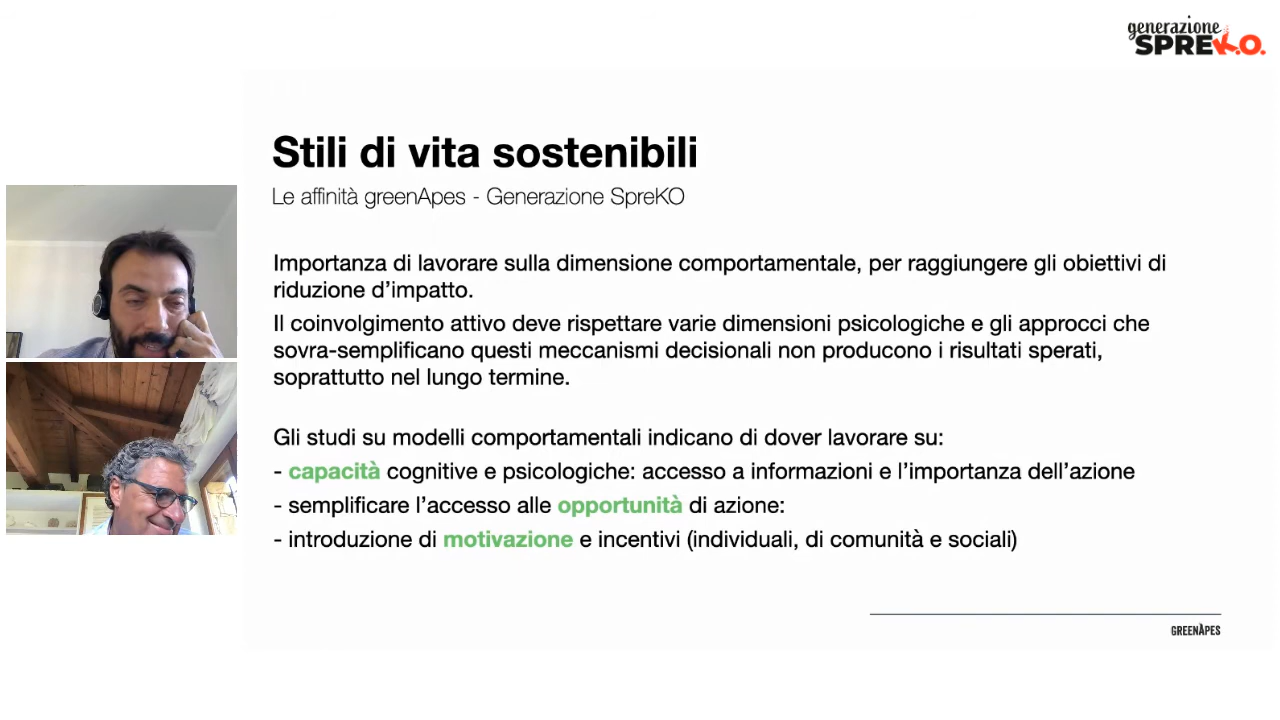 generazione
SPREK.O.
Stili di vita sostenibili
Le affinità greenApes - Generazione SpreKO
Importanza di lavorare sulla dimensione comportamentale, per raggiungere gli obiettivi di
riduzione d'impatto.
Il coinvolgimento attivo deve rispettare varie dimensioni psicologiche e gli approcci che
sovra-semplificano questi meccanismi decisionali non producono i risultati sperati,
soprattutto nel lungo termine.
Gli studi su modelli comportamentali indicano di dover lavorare su:
- capacità cognitive e psicologiche: accesso a informazioni e l'importanza dell'azione
- semplificare l'accesso alle opportunità di azione:
- introduzione di motivazione e incentivi (individuali, di comunità e sociali)
GREENAPES